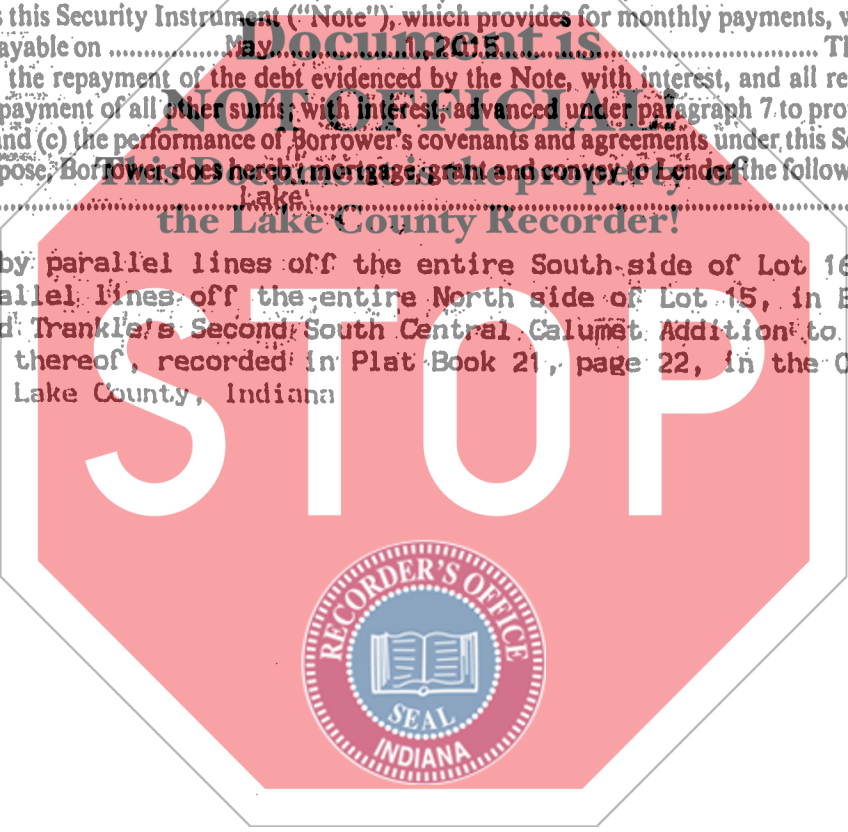 s this Security Instrument ("Note"), which provides for monthly payments, w
ayable on May 1, 2015 Th
Document is
the repayment of the debt evidenced by the Note, with interest, and all re
payment of all other sums, with interest, advanced under paragraph 7 to pro
NOT OFFICIAL!
nd (c) the performance of Borrower's covenants and agreements under this Se
pose, Borrower does hereby mortgage, grant and convey to Lender the follow
This Document is the property of
Lake
the Lake County Recorder!
by parallel lines off the entire South side of Lot 16
allel lines off the entire North side of Lot 15, in B
d Trankle's Second South Central Calumet Addition to
thereof, recorded in Plat Book 21, page 22, in the O
Lake County, Indiana
STOP
RECORDER'S OFFICE
SEAL
INDIANA